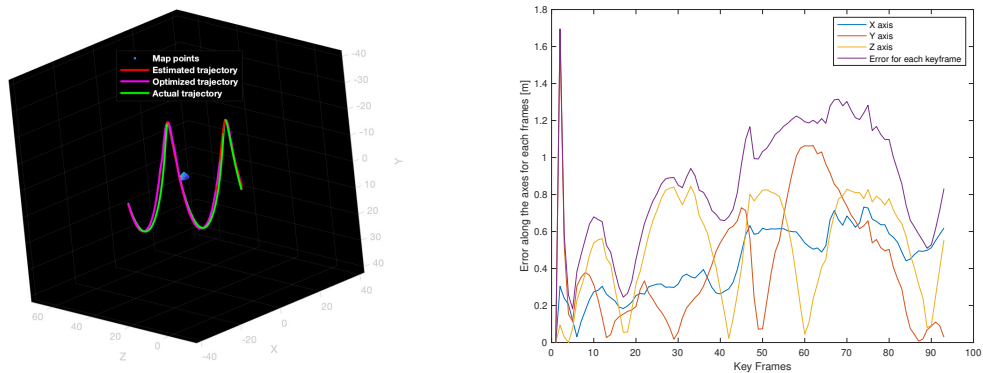 Map points
Estimated trajectory
Optimized trajectory
Actual trajectory
-40
-30
-20
-10
0
10
20
30
40
Y
60
40
20
0
-20
Z
-40
0
20
40
X
1.8
1.6
1.4
1.2
1
0.8
0.6
0.4
0.2
0
Error along the axes for each frames [m]
X axis
Y axis
Z axis
Error for each keyframe
0 10 20 30 40 50 60 70 80 90 100
Key Frames